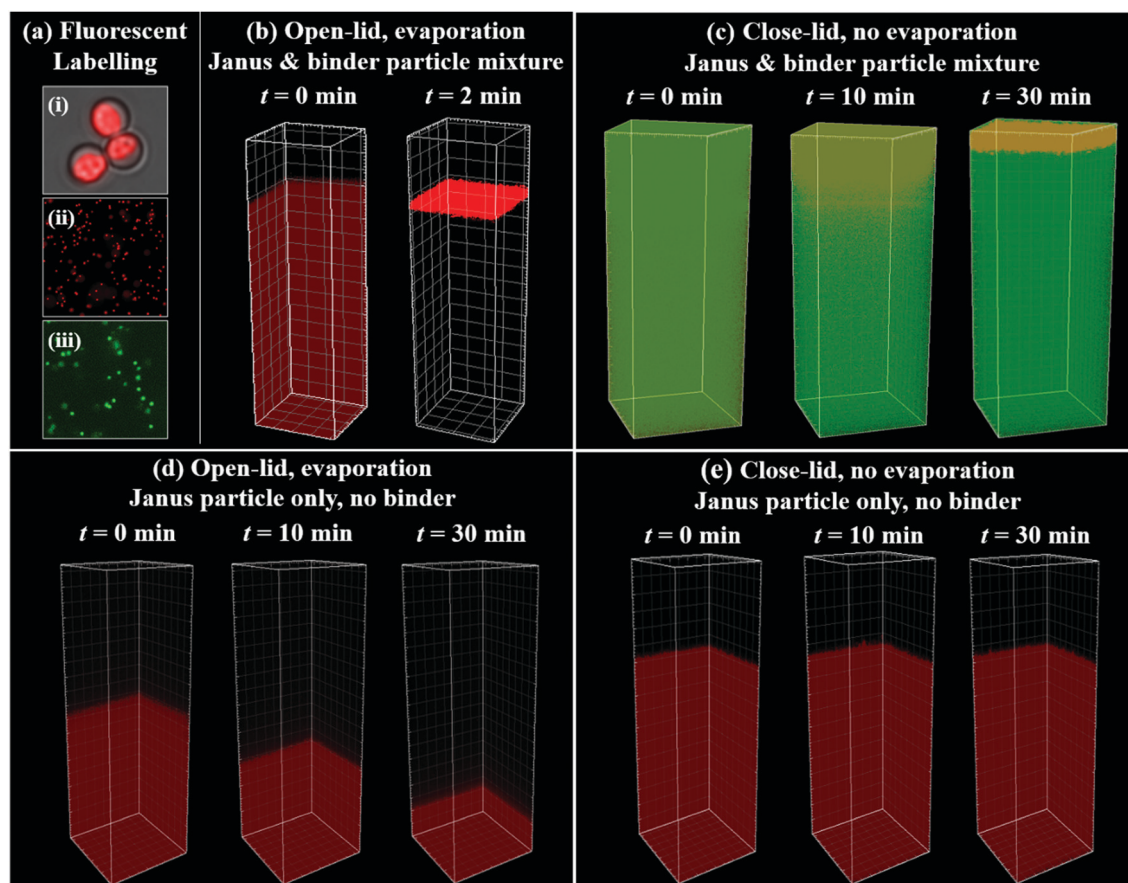 (a) Fluorescent
Labelling
(i)
(ii)
(iii)
(b) Open-lid, evaporation
Janus & binder particle mixture
t = 0 min
t = 2 min
(c) Close-lid, no evaporation
Janus & binder particle mixture
t = 0 min
t = 10 min
t = 30 min
(d) Open-lid, evaporation
Janus particle only, no binder
t = 0 min
t = 10 min
t = 30 min
(e) Close-lid, no evaporation
Janus particle only, no binder
t = 0 min
t = 10 min
t = 30 min